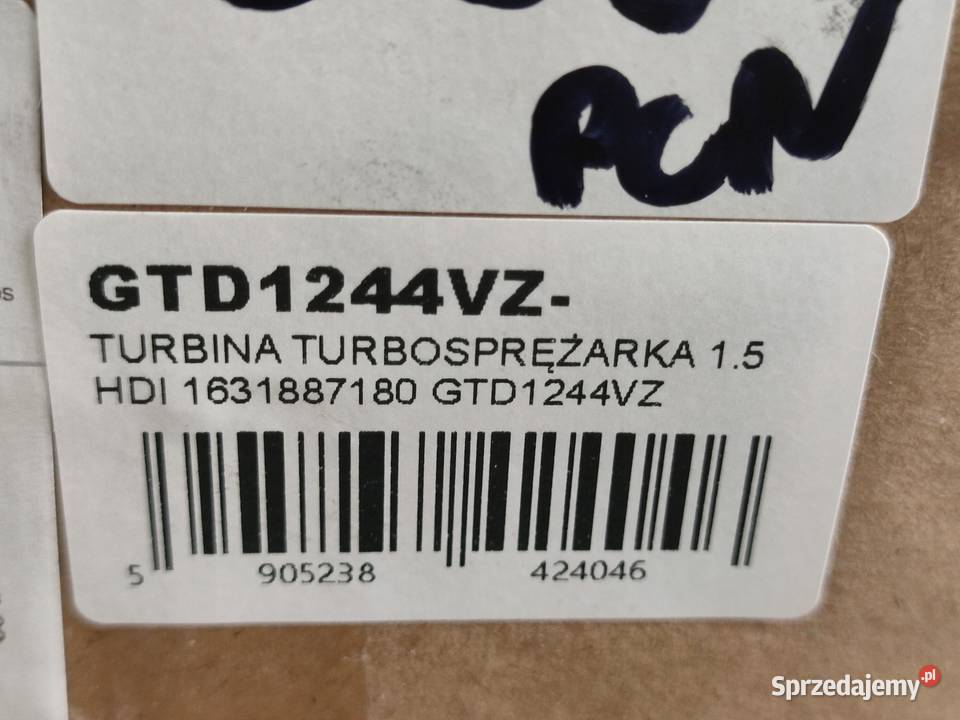 PCN
GTD1244VZ-
TURBINA TURBOSPRĘŻARKA 1.5
HDI 1631887180 GTD1244VZ
5 905238 424046
Sprzedajemy.pl